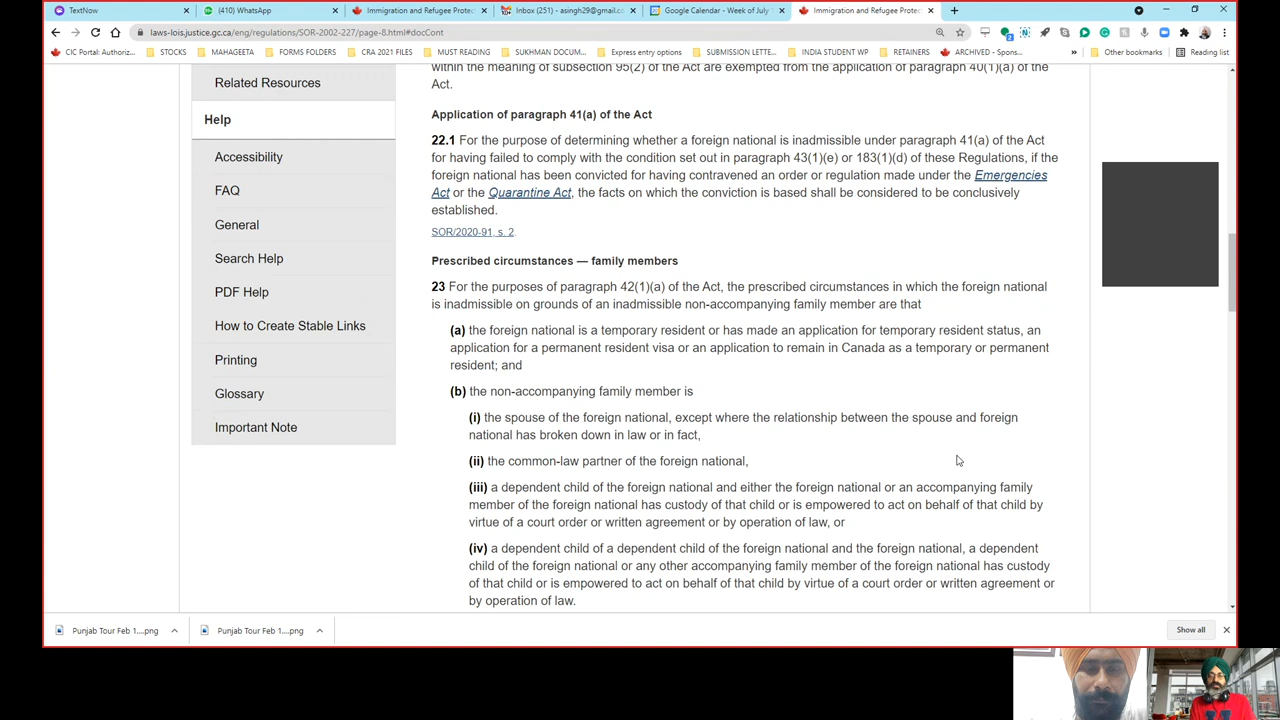 TextNow
(410) WhatsApp
Immigration and Refugee Protec
Inbox (251) - asingh29@gmail.co
Google Calendar - Week of July
Immigration and Refugee Protec
laws-lois.justice.gc.ca/eng/regulations/SOR-2002-227/page-8.html#docCont
CIC Portal: Authoriz...
STOCKS
MAHAGEETA
FORMS EDLERS
CRA 2021 FILES
MUST READING
SUKHMAN DOCUM...
Express entry options
SUBMISSION LETTE...
INDIA STUDENT WP
RETAINERS
ARCHIVED - Spons...
»
Other bookmarks
Reading list
Related Resources
Help
Accessibility
FAQ
General
Search Help
PDF Help
How to Create Stable Links
Printing
Glossary
Important Note
within the meaning of subsection 95(2) of the Act are exempted from the application of paragraph 40(1)(a) of the
Act.
Application of paragraph 41(a) of the Act
22.1 For the purpose of determining whether a foreign national is inadmissible under paragraph 41(a) of the Act
for having failed to comply with the condition set out in paragraph 43(1)(e) or 183(1)(d) of these Regulations, if the
foreign national has been convicted for having contravened an order or regulation made under the Emergencies
Act or the Quarantine Act, the facts on which the conviction is based shall be considered to be conclusively
established.
SOR/2020-91, s. 2.
Prescribed circumstances — family members
23 For the purposes of paragraph 42(1)(a) of the Act, the prescribed circumstances in which the foreign national
is inadmissible on grounds of an inadmissible non-accompanying family member are that
(a) the foreign national is a temporary resident or has made an application for temporary resident status, an
application for a permanent resident visa or an application to remain in Canada as a temporary or permanent
resident; and
(b) the non-accompanying family member is
(i) the spouse of the foreign national, except where the relationship between the spouse and foreign
national has broken down in law or in fact,
(ii) the common-law partner of the foreign national,
(iii) a dependent child of the foreign national and either the foreign national or an accompanying family
member of the foreign national has custody of that child or is empowered to act on behalf of that child by
virtue of a court order or written agreement or by operation of law, or
(iv) a dependent child of a dependent child of the foreign national and the foreign national, a dependent
child of the foreign national or any other accompanying family member of the foreign national has custody
of that child or is empowered to act on behalf of that child by virtue of a court order or written agreement or
by operation of law.
Punjab Tour Feb 1....png
Punjab Tour Feb 1....png
Show all